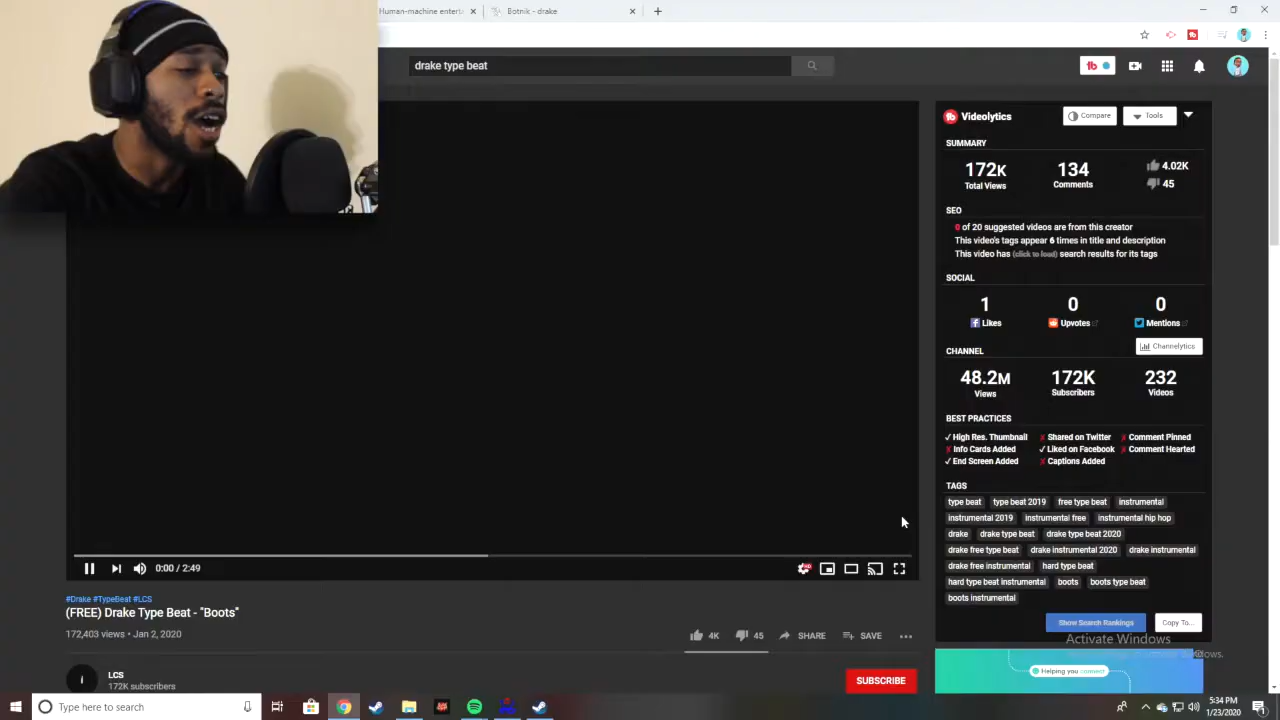 Human-machine enterta
Botnik - drake
drake type beat
Videolytics
Compare
Tools
SUMMARY
172K
134
4.02K
Total Views
Comments
45
SEO
0 of 20 suggested videos are from this creator
This video's tags appear 6 times in title and description
This video has (click to load) search results for its tags
SOCIAL
1
0
0
Likes
Upvotes
Mentions
CHANNEL
Channelytics
48.2M
172K
232
Views
Subscribers
Videos
BEST PRACTICES
High Res. Thumbnail
Shared on Twitter
Comment Pinned
Info Cards Added
Liked on Facebook
Comment Hearted
End Screen Added
Captions Added
TAGS
type beat
type beat 2019
free type beat
instrumental
instrumental 2019
instrumental free
instrumental hip hop
drake
drake type beat
drake type beat 2020
drake free type beat
drake instrumental 2020
drake instrumental
drake free instrumental
hard type beat
hard type beat instrumental
boots
boots type beat
boots instrumental
Show Search Rankings
Copy To...
Activate Windows
0:00 / 2:49
#Drake #TypeBeat #LCS
(FREE) Drake Type Beat - "Boots"
172,403 views • Jan 2, 2020
4K
45
SHARE
SAVE
LCS
172K subscribers
SUBSCRIBE
Helping you connect
Type here to search
5:34 PM
1/23/2020